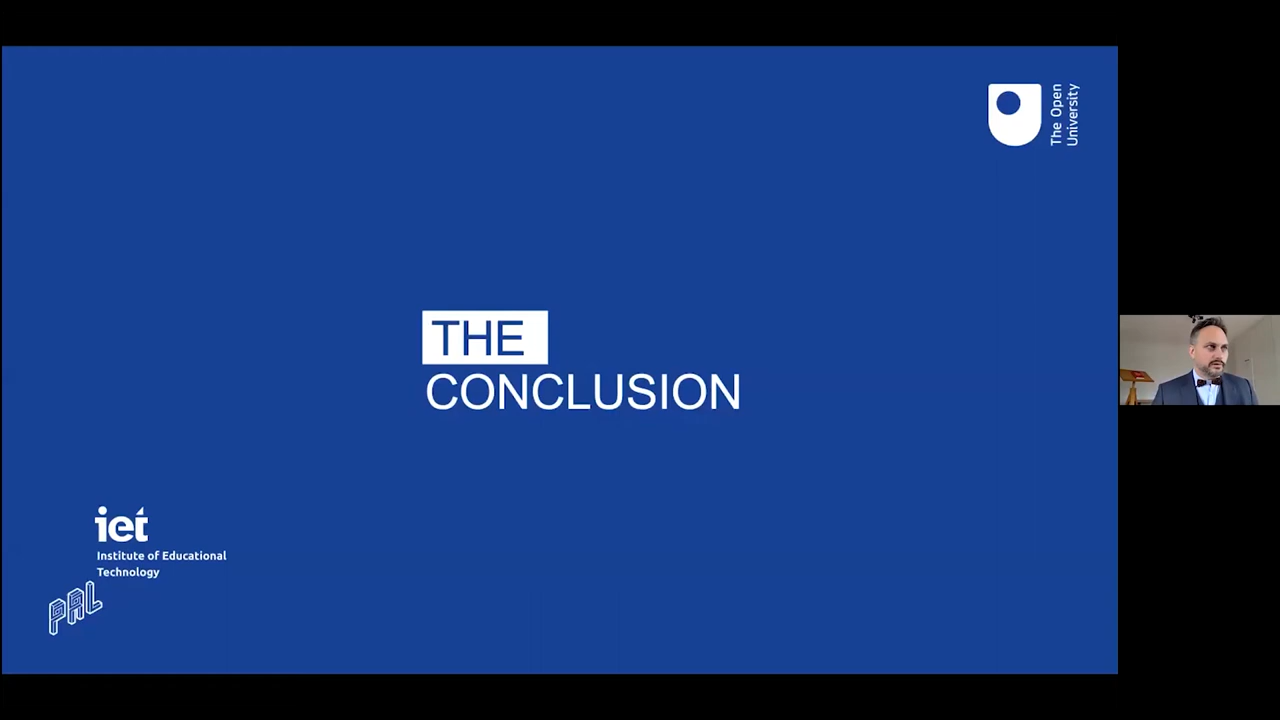 The Open
University
THE
CONCLUSION
iet
Institute of Educational
Technology
PAL